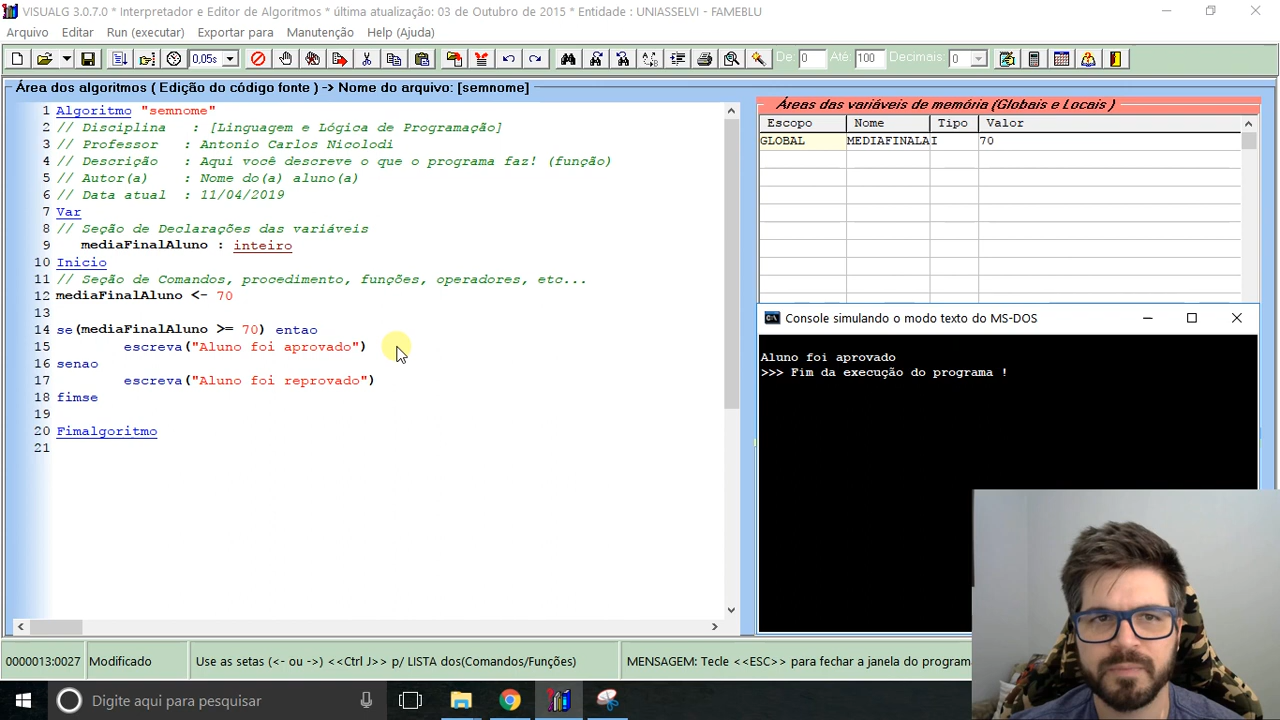 VISUALG 3.0.7.0 * Interpretador e Editor de Algoritmos * última atualização: 03 de Outubro de 2015 * Entidade : UNIASSELVI - FAMEBLU
Arquivo Editar Run (executar) Exportar para Manutenção Help (Ajuda)
0,05s De: 0 Até: 100 Decimais: 0
Área dos algoritmos ( Edição do código fonte ) -> Nome do arquivo: [semnome]
1 Algoritmo "semnome"
2 // Disciplina : [Linguagem e Lógica de Programação]
3 // Professor : Antonio Carlos Nicolodi
4 // Descrição : Aqui você descreve o que o programa faz! (função)
5 // Autor(a) : Nome do(a) aluno(a)
6 // Data atual : 11/04/2019
7 Var
8 // Seção de Declarações das variáveis
9 mediaFinalAluno : inteiro
10 Inicio
11 // Seção de Comandos, procedimento, funções, operadores, etc...
12 mediaFinalAluno <- 70
13
14 se(mediaFinalAluno >= 70) entao
15 escreva("Aluno foi aprovado")
16 senao
17 escreva("Aluno foi reprovado")
18 fimse
19
20 Fimalgoritmo
21
Áreas das variáveis de memória (Globais e Locais )
Escopo Nome Tipo Valor
GLOBAL MEDIAFINALAI 70
C:\ Console simulando o modo texto do MS-DOS
Aluno foi aprovado
>>> Fim da execução do programa !
0000013:0027 Modificado Use as setas (<- ou ->) <<Ctrl J>> p/ LISTA dos(Comandos/Funções) MENSAGEM: Tecle <<ESC>> para fechar a janela do programa
Digite aqui para pesquisar